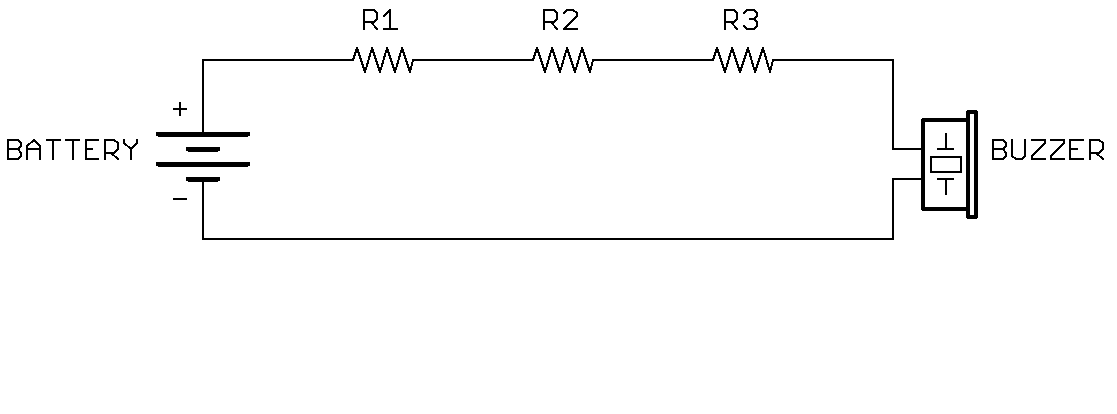 R1 R2 R3
+
BATTERY
BUZZER
-